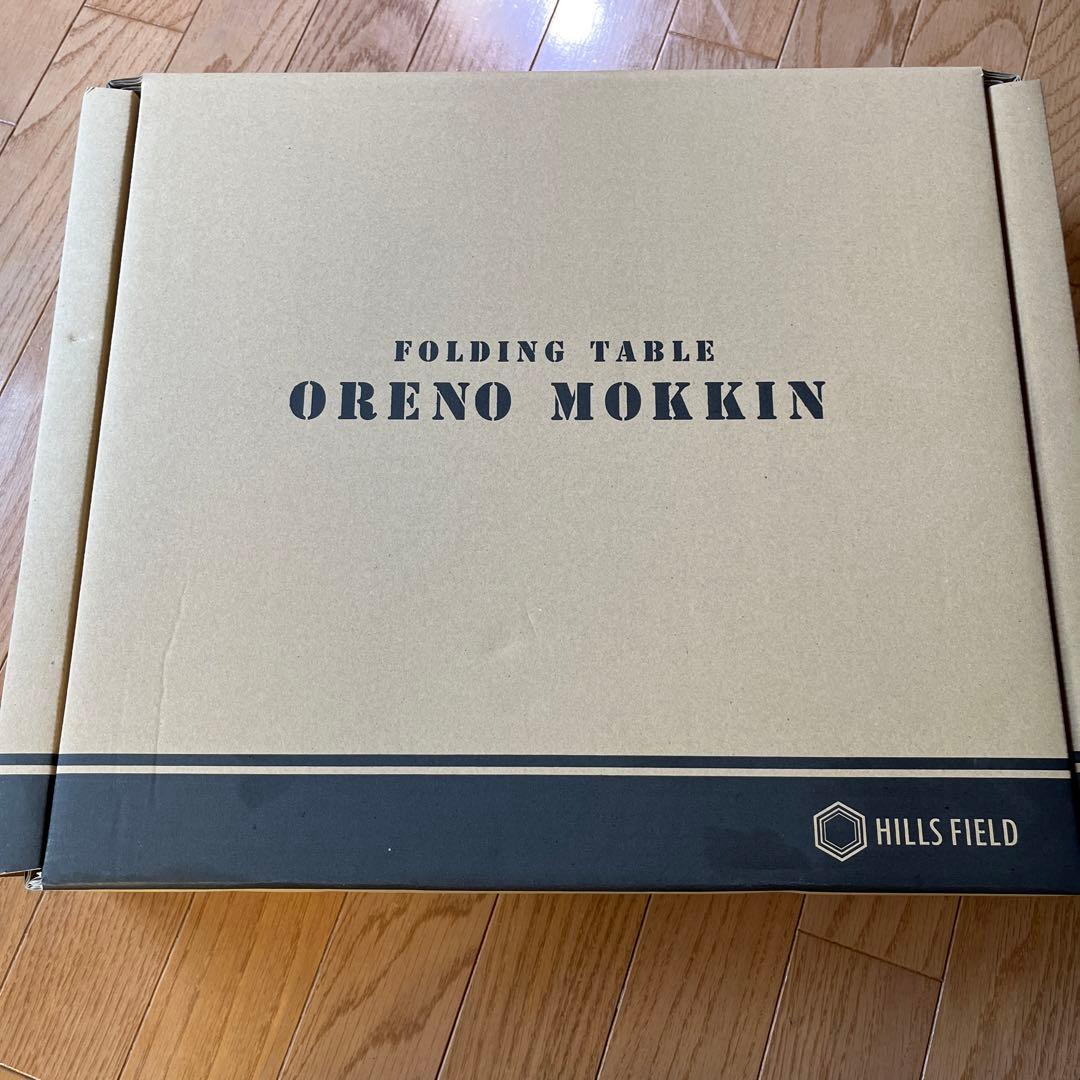 FOLDING TABLE
ORENO MOKKIN
HILLS FIELD